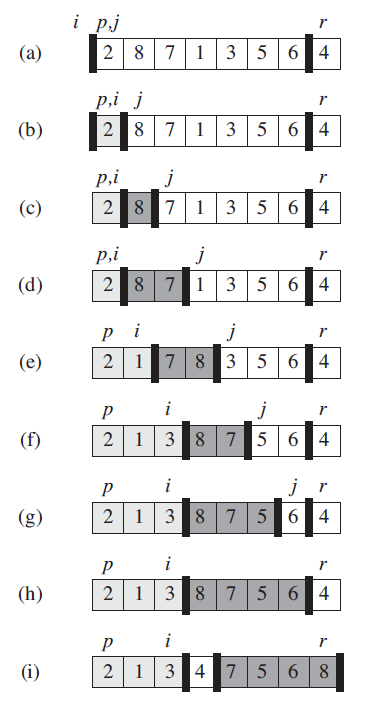 i p,j r
(a) 2 8 7 1 3 5 6 4
p,i j r
(b) 2 8 7 1 3 5 6 4
p,i j r
(c) 2 8 7 1 3 5 6 4
p,i j r
(d) 2 8 7 1 3 5 6 4
p i j r
(e) 2 1 7 8 3 5 6 4
p i j r
(f) 2 1 3 8 7 5 6 4
p i j r
(g) 2 1 3 8 7 5 6 4
p i r
(h) 2 1 3 8 7 5 6 4
p i r
(i) 2 1 3 4 7 5 6 8